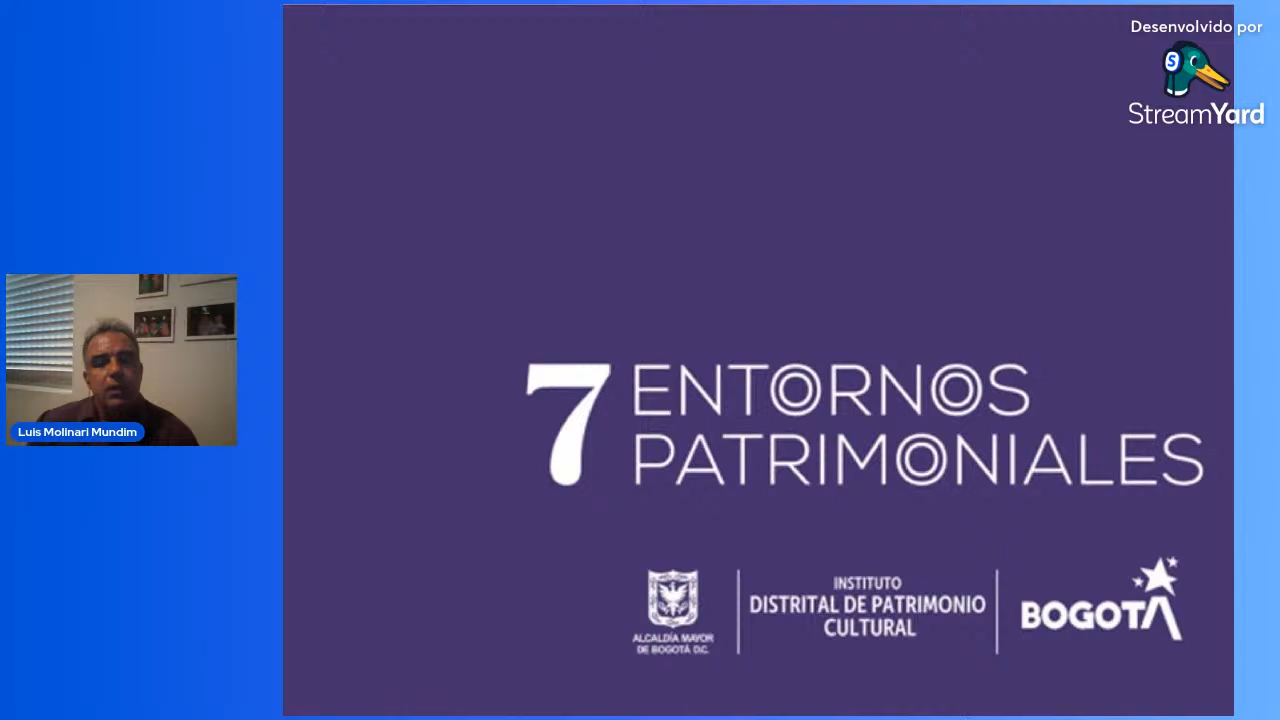 Desenvolvido por
StreamYard
Luis Molinari Mundim
7 ENTORNOS
PATRIMONIALES
ALCALDÍA MAYOR
DE BOGOTÁ D.C.
INSTITUTO
DISTRITAL DE PATRIMONIO
CULTURAL
BOGOTÁ